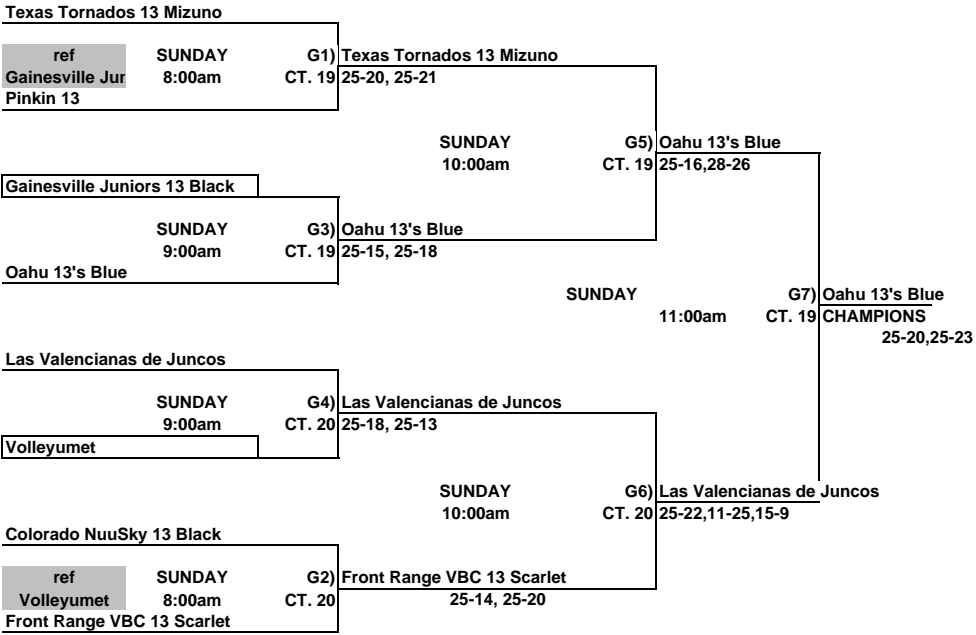 Texas Tornados 13 Mizuno
ref SUNDAY G1) Texas Tornados 13 Mizuno
Gainesville Jur 8:00am CT. 19 25-20, 25-21
Pinkin 13
SUNDAY G5) Oahu 13's Blue
10:00am CT. 19 25-16,28-26
Gainesville Juniors 13 Black
SUNDAY G3) Oahu 13's Blue
9:00am CT. 19 25-15, 25-18
Oahu 13's Blue
SUNDAY G7) Oahu 13's Blue
11:00am CT. 19 CHAMPIONS
25-20,25-23
Las Valencianas de Juncos
SUNDAY G4) Las Valencianas de Juncos
9:00am CT. 20 25-18, 25-13
Volleyumet
SUNDAY G6) Las Valencianas de Juncos
10:00am CT. 20 25-22,11-25,15-9
Colorado NuuSky 13 Black
ref SUNDAY G2) Front Range VBC 13 Scarlet
Volleyumet 8:00am CT. 20 25-14, 25-20
Front Range VBC 13 Scarlet